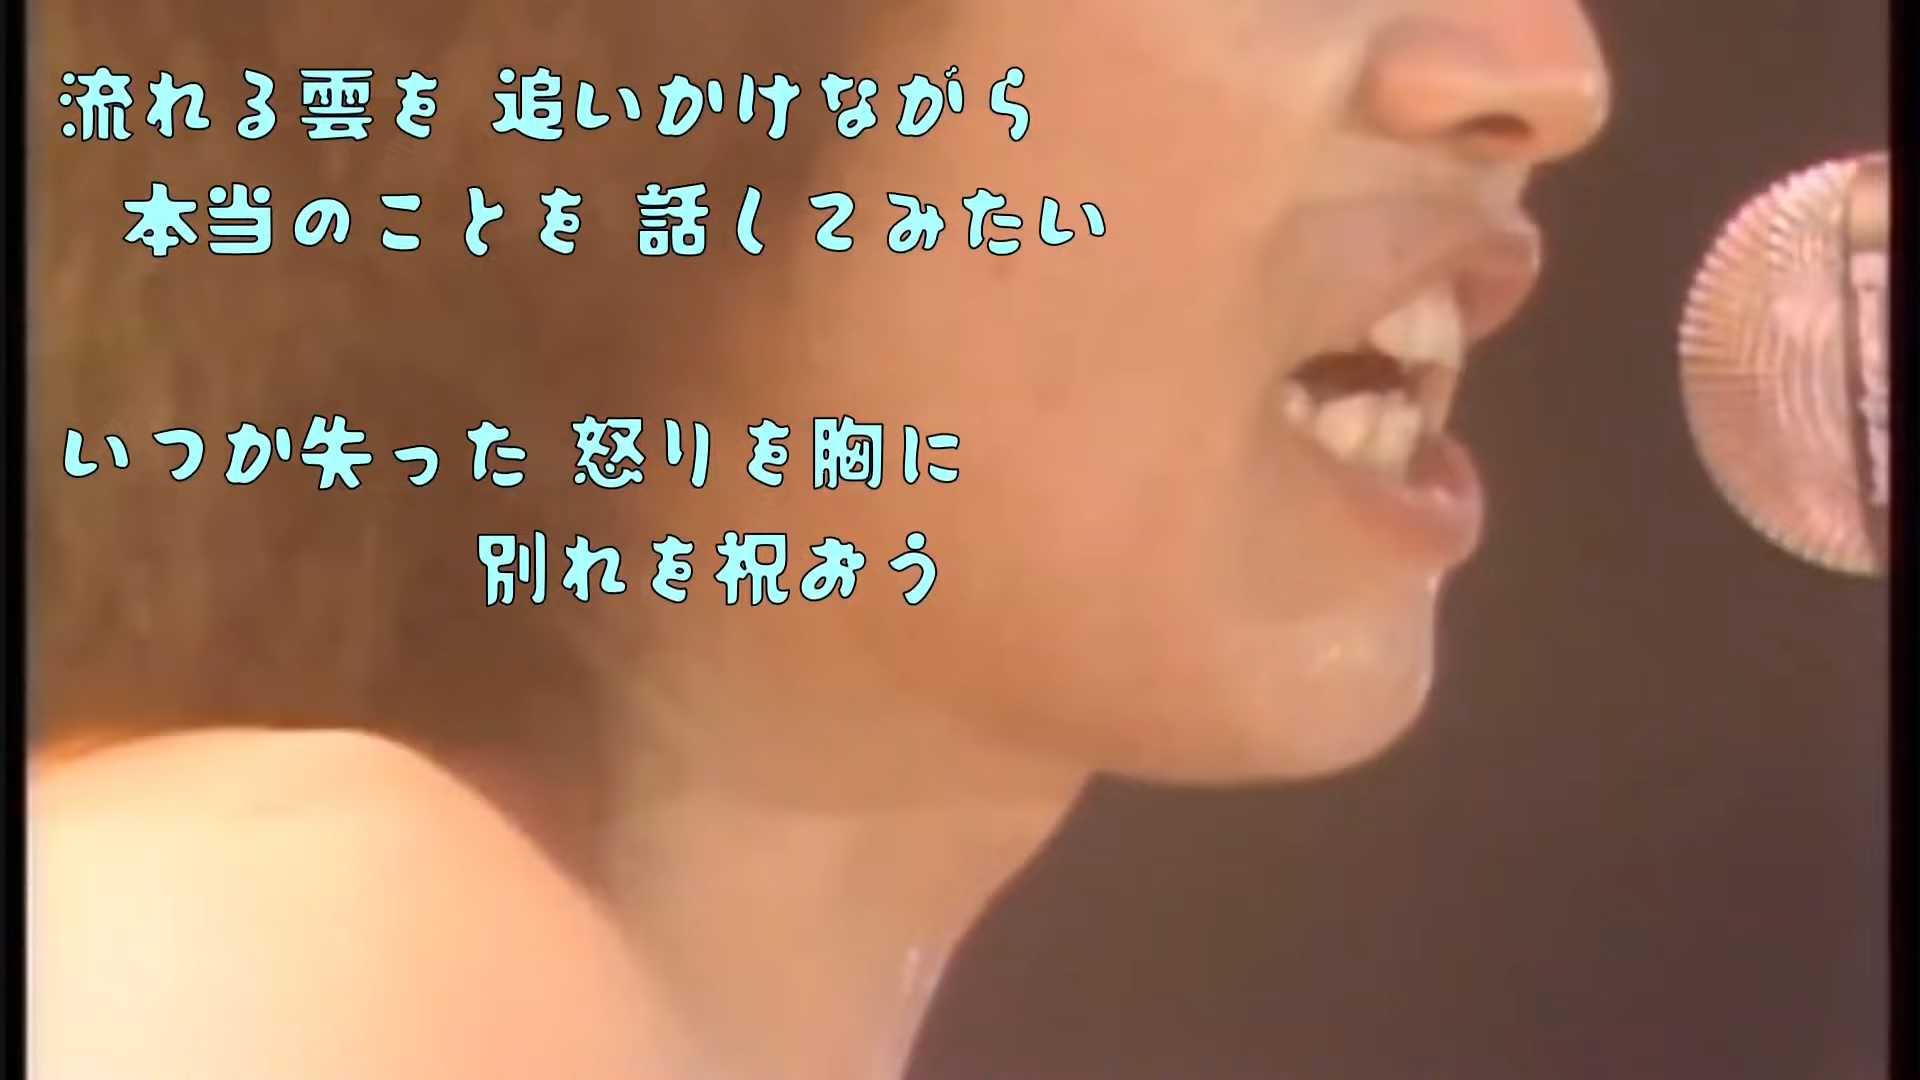 流れる雲を 追いかけながら
本当のことを 話してみたい
いつか失った 怒りを胸に
別れを祝おう